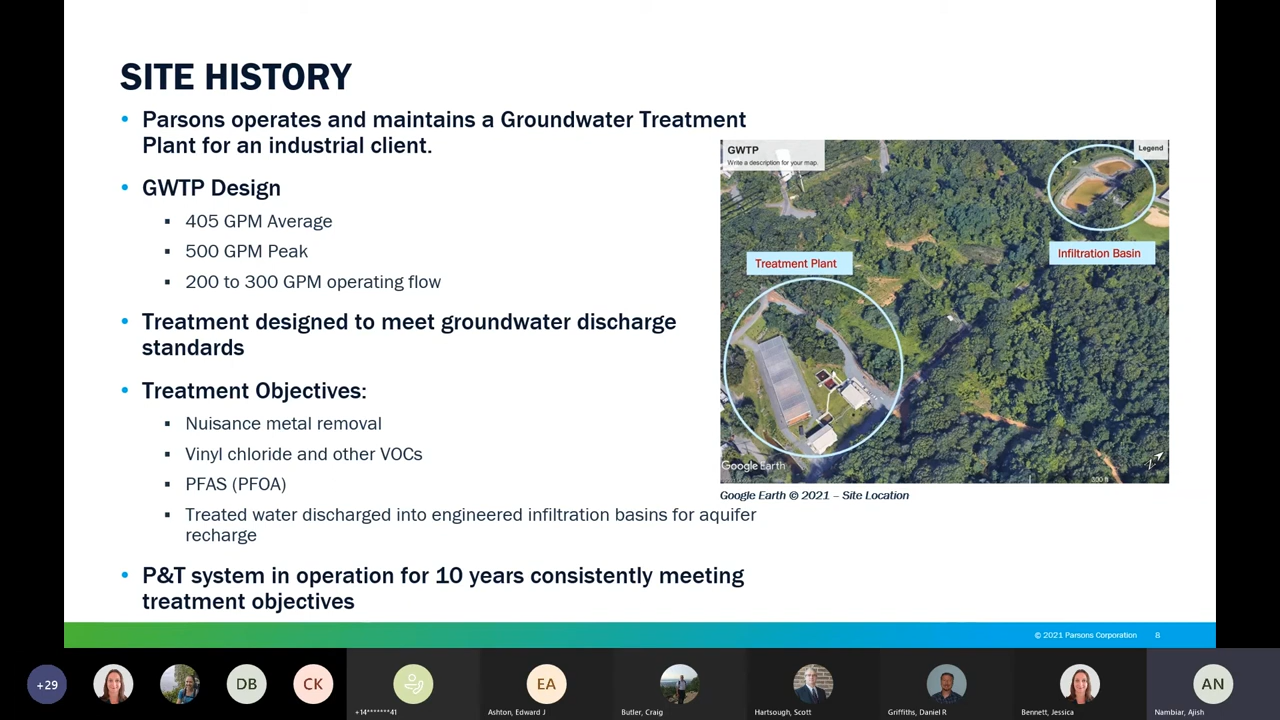 SITE HISTORY
• Parsons operates and maintains a Groundwater Treatment
Plant for an industrial client.
• GWTP Design
▪ 405 GPM Average
▪ 500 GPM Peak
▪ 200 to 300 GPM operating flow
• Treatment designed to meet groundwater discharge
standards
• Treatment Objectives:
▪ Nuisance metal removal
▪ Vinyl chloride and other VOCs
▪ PFAS (PFOA)
▪ Treated water discharged into engineered infiltration basins for aquifer
recharge
• P&T system in operation for 10 years consistently meeting
treatment objectives
GWTP
Write a description for your map.
Legend
Infiltration Basin
Treatment Plant
Google Earth
300 ft
Google Earth © 2021 – Site Location
© 2021 Parsons Corporation 8
+29
DB
CK
+14*******41
EA
Ashton, Edward J
Butler, Craig
Hartsough, Scott
Griffiths, Daniel R
Bennett, Jessica
AN
Nambiar, Ajish